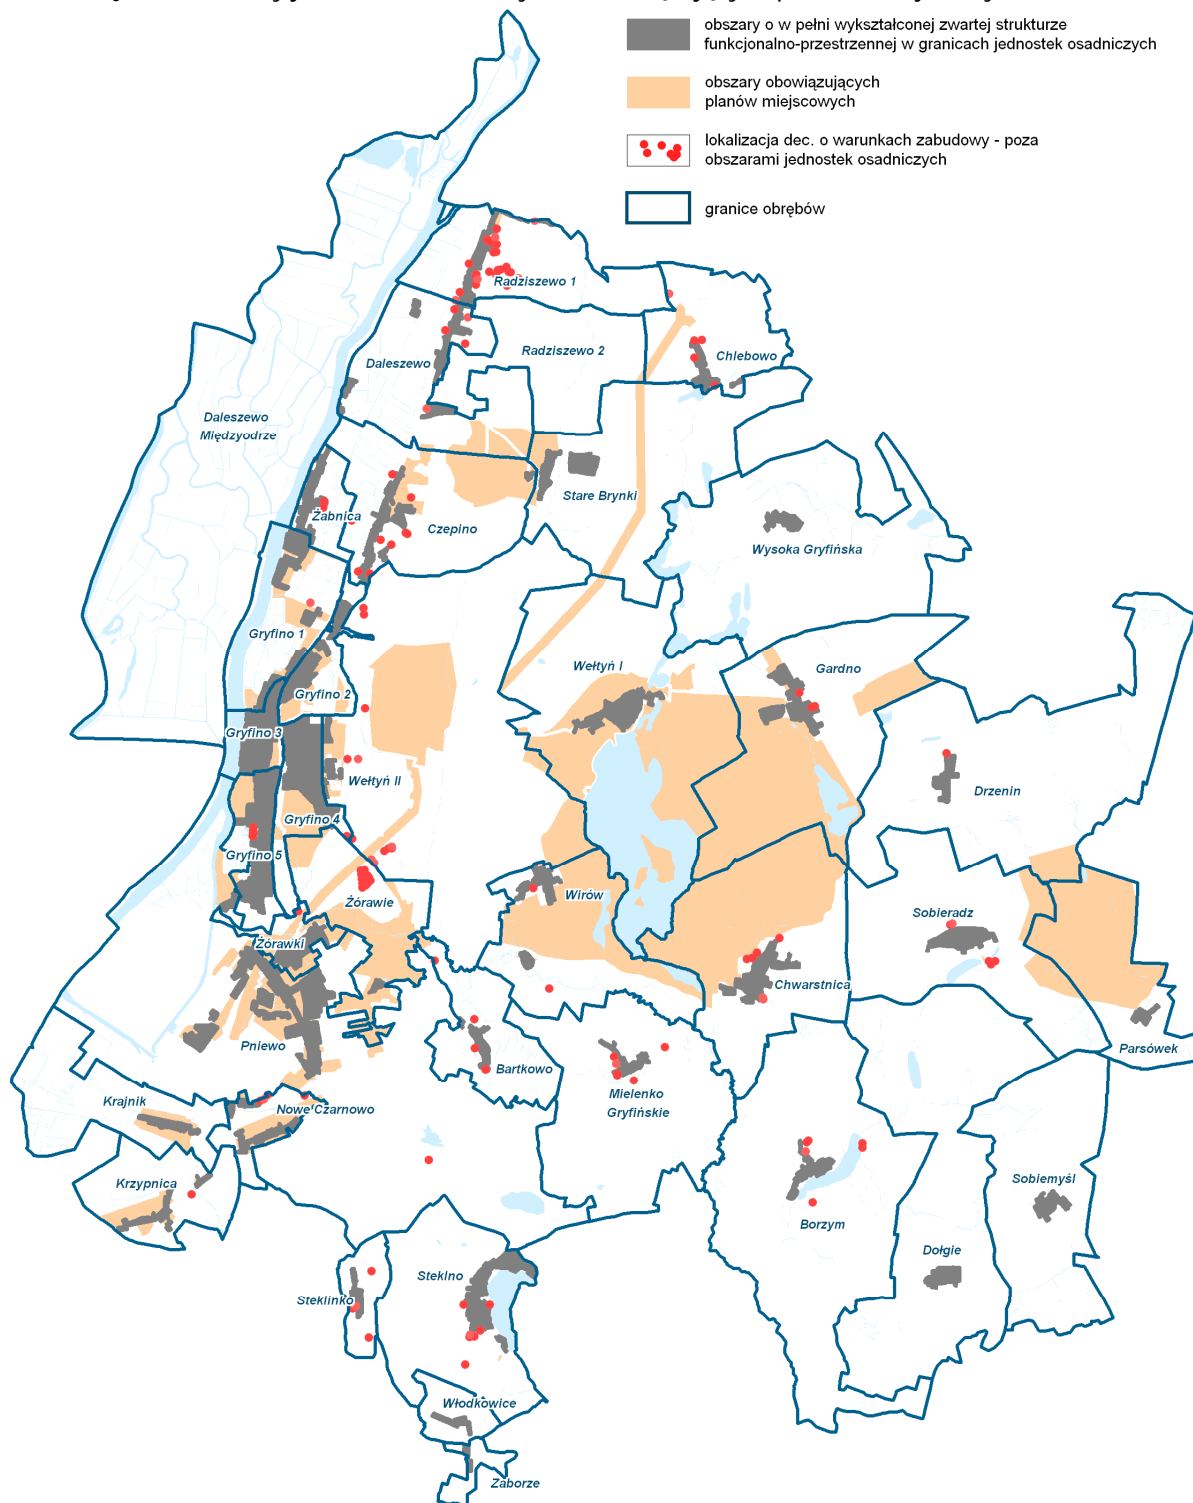 obszary o w pełni wykształconej zwartej strukturze
funkcjonalno-przestrzennej w granicach jednostek osadniczych
obszary obowiązujących
planów miejscowych
lokalizacja dec. o warunkach zabudowy - poza
obszarami jednostek osadniczych
granice obrębów
Radziszewo 1
Radziszewo 2
Chlebowo
Daleszewo
Daleszewo
Międzyodrze
Stare Brynki
Żabnica
Czepino
Wysoka Gryfińska
Gryfino 1
Wełtyń I
Gardno
Gryfino 2
Gryfino 3
Wełtyń II
Drzenin
Gryfino 4
Gryfino 5
Wirów
Żórawie
Sobieradz
Żórawki
Chwarstnica
Pniewo
Parsówek
Bartkowo
Mielenko
Gryfińskie
Krajnik
Nowe Czarnowo
Krzypnica
Sobiemyśl
Borzym
Dołgie
Steklno
Steklinko
Włodkowice
Zaborze